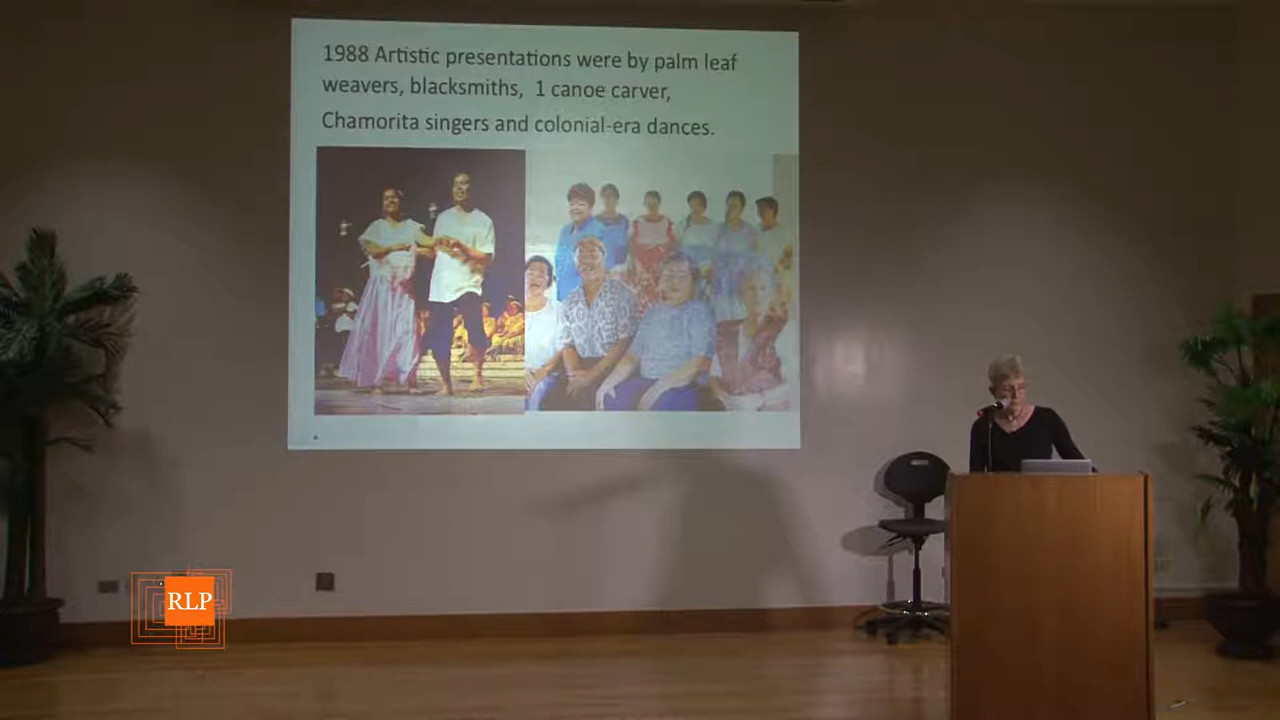 1988 Artistic presentations were by palm leaf
weavers, blacksmiths, 1 canoe carver,
Chamorita singers and colonial-era dances.
RLP